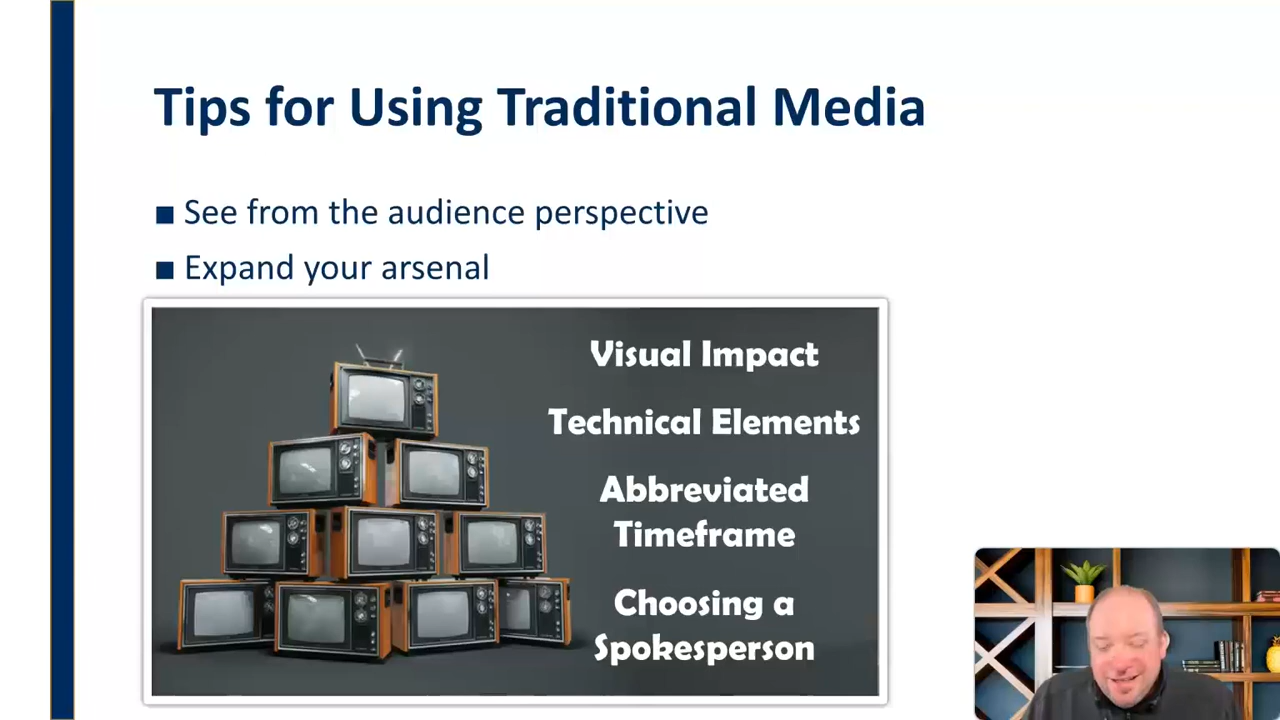 Tips for Using Traditional Media
■ See from the audience perspective
■ Expand your arsenal
Visual Impact
Technical Elements
Abbreviated
Timeframe
Choosing a
Spokesperson